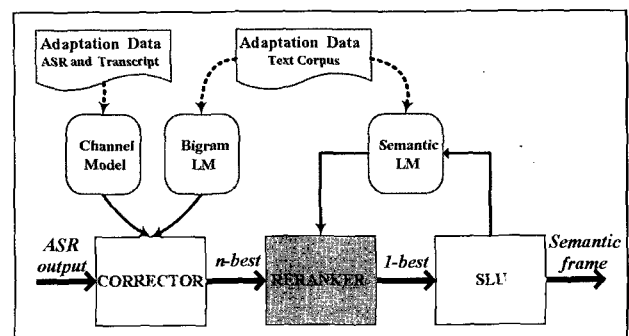 Adaptation Data
ASR and Transcript
Adaptation Data
Text Corpus
Channel
Model
Bigram
LM
Semantic
LM
ASR
output
CORRECTOR
n-best
RERANKER
1-best
SLU
Semantic
frame